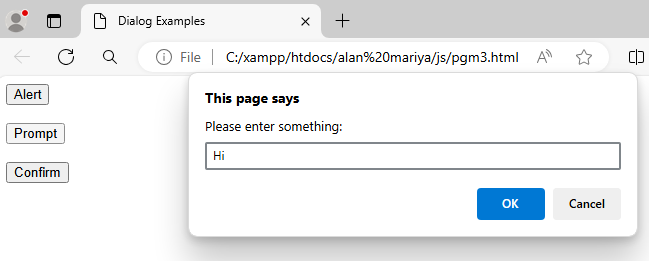 Dialog Examples
File | C:/xampp/htdocs/alan%20mariya/js/pgm3.html
Alert
Prompt
Confirm
This page says
Please enter something:
Hi
OK Cancel